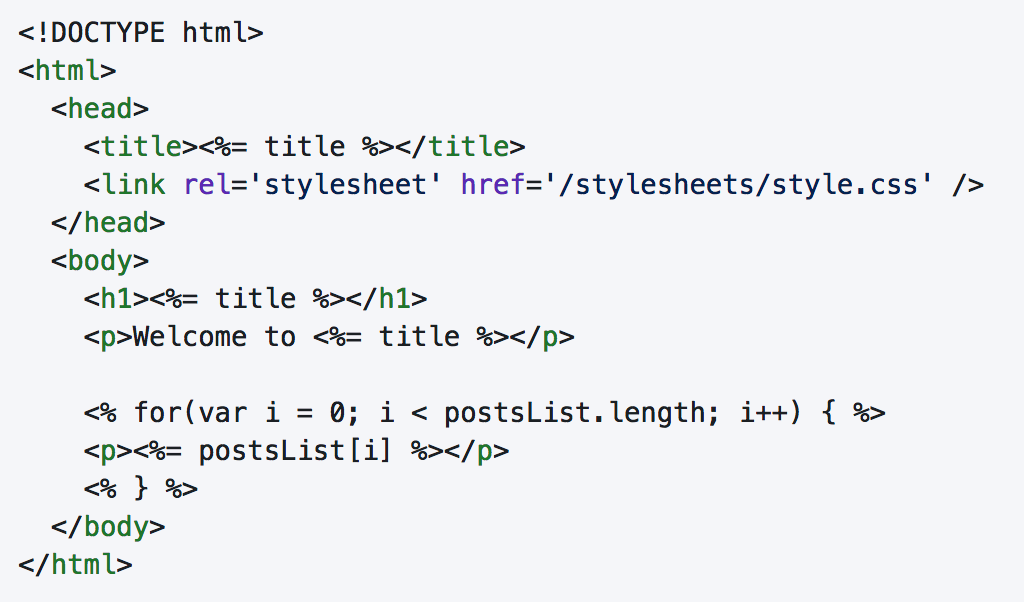 <!DOCTYPE html>
<html>
  <head>
    <title><%= title %></title>
    <link rel='stylesheet' href='/stylesheets/style.css' />
  </head>
  <body>
    <h1><%= title %></h1>
    <p>Welcome to <%= title %></p>

    <% for(var i = 0; i < postsList.length; i++) { %>
    <p><%= postsList[i] %></p>
    <% } %>
  </body>
</html>